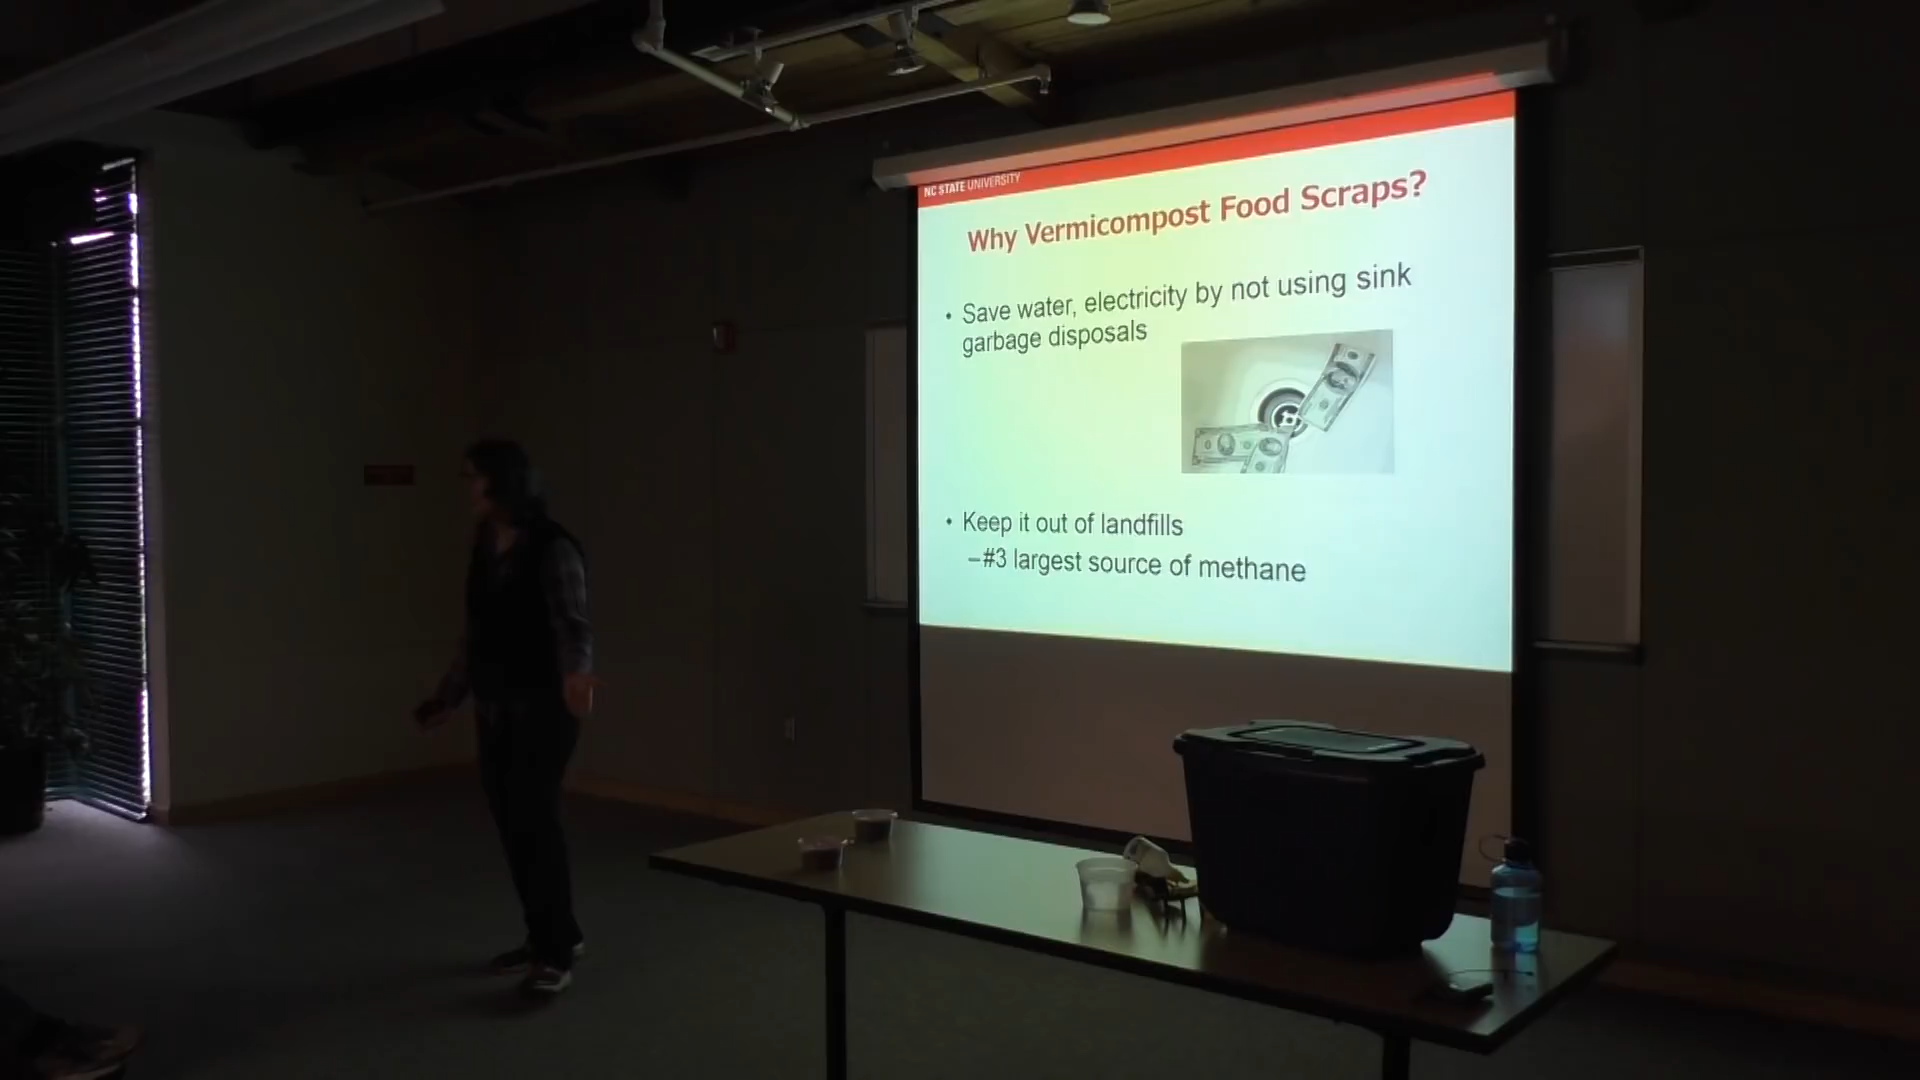 NC STATE UNIVERSITY
Why Vermicompost Food Scraps?
• Save water, electricity by not using sink
garbage disposals
• Keep it out of landfills
–#3 largest source of methane